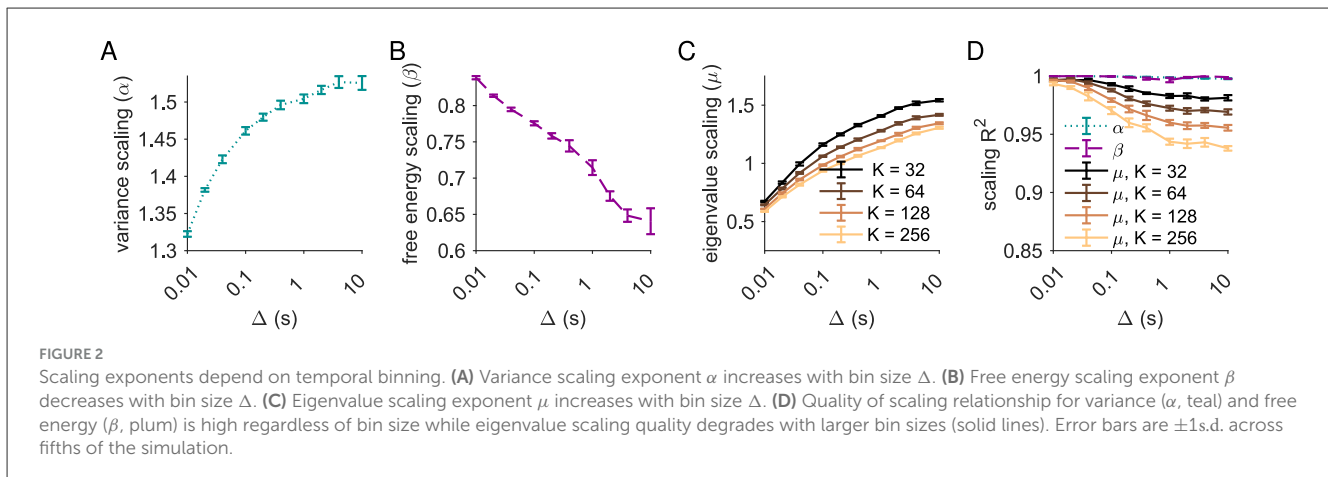 A
variance scaling (α)
1.5
1.4
1.3
0.01
0.1
1
10
Δ (s)
B
free energy scaling (β)
0.8
0.75
0.7
0.65
0.6
0.01
0.1
1
10
Δ (s)
C
eigenvalue scaling (μ)
1.5
1
0.5
K = 32
K = 64
K = 128
K = 256
0.01
0.1
1
10
Δ (s)
D
scaling R²
1
0.95
0.9
0.85
α
β
μ, K = 32
μ, K = 64
μ, K = 128
μ, K = 256
0.01
0.1
1
10
Δ (s)
FIGURE 2
Scaling exponents depend on temporal binning. (A) Variance scaling exponent α increases with bin size Δ. (B) Free energy scaling exponent β
decreases with bin size Δ. (C) Eigenvalue scaling exponent μ increases with bin size Δ. (D) Quality of scaling relationship for variance (α, teal) and free
energy (β, plum) is high regardless of bin size while eigenvalue scaling quality degrades with larger bin sizes (solid lines). Error bars are ±1s.d. across
fifths of the simulation.